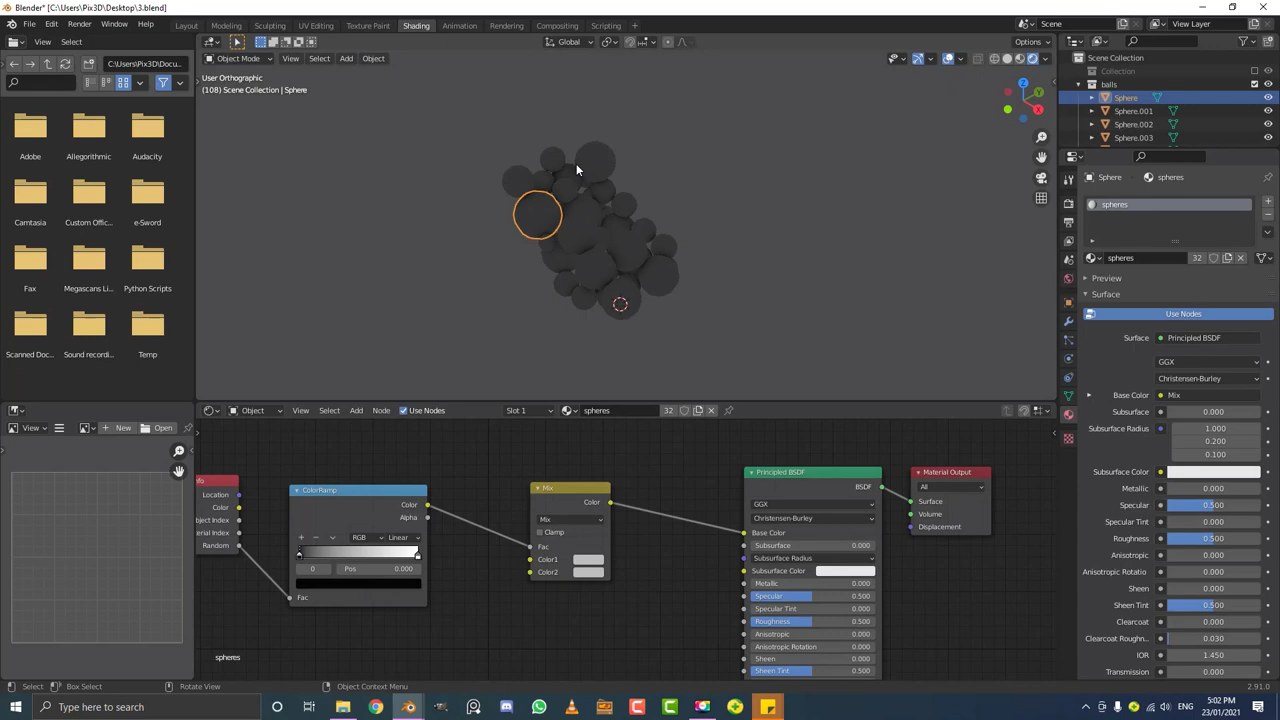 Blender* [C:\Users\Pix3D\Desktop\3.blend]
File Edit Render Window Help
Layout Modeling Sculpting UV Editing Texture Paint Shading Animation Rendering Compositing Scripting
Scene View Layer
View Select
Global Options
C:\Users\Pix3D\Docu...
Object Mode View Select Add Object
User Orthographic
(108) Scene Collection | Sphere
Adobe Allegorithmic Audacity
Camtasia Custom Offic... e-Sword
Fax Megascans Li... Python Scripts
Scanned Doc... Sound recordi... Temp
Scene Collection
Collection
balls
Sphere
Sphere.001
Sphere.002
Sphere.003
Sphere spheres
spheres
spheres 32
Preview
Surface
Use Nodes
Surface Principled BSDF
GGX
Christensen-Burley
Base Color Mix
Subsurface 0.000
Subsurface Radius 1.000
0.200
0.100
Subsurface Color
Metallic 0.000
Specular 0.500
Specular Tint 0.000
Roughness 0.500
Anisotropic 0.000
Anisotropic Rotatio 0.000
Sheen 0.000
Sheen Tint 0.500
Clearcoat 0.000
Clearcoat Roughn... 0.030
IOR 1.450
Transmission 0.000
View New Open
Object View Select Add Node Use Nodes Slot 1 spheres 32
nfo
Location
Color
bject Index
terial Index
Random
ColorRamp
Color
Alpha
RGB Linear
0 Pos 0.000
Fac
Mix
Color
Mix
Clamp
Fac
Color1
Color2
Principled BSDF
BSDF
GGX
Christensen-Burley
Base Color
Subsurface 0.000
Subsurface Radius
Subsurface Color
Metallic 0.000
Specular 0.500
Specular Tint 0.000
Roughness 0.500
Anisotropic 0.000
Anisotropic Rotation 0.000
Sheen 0.000
Sheen Tint 0.500
Material Output
All
Surface
Volume
Displacement
spheres
Select Box Select Rotate View Object Context Menu 2.91.0
Type here to search
ENG
5:02 PM
23/01/2021